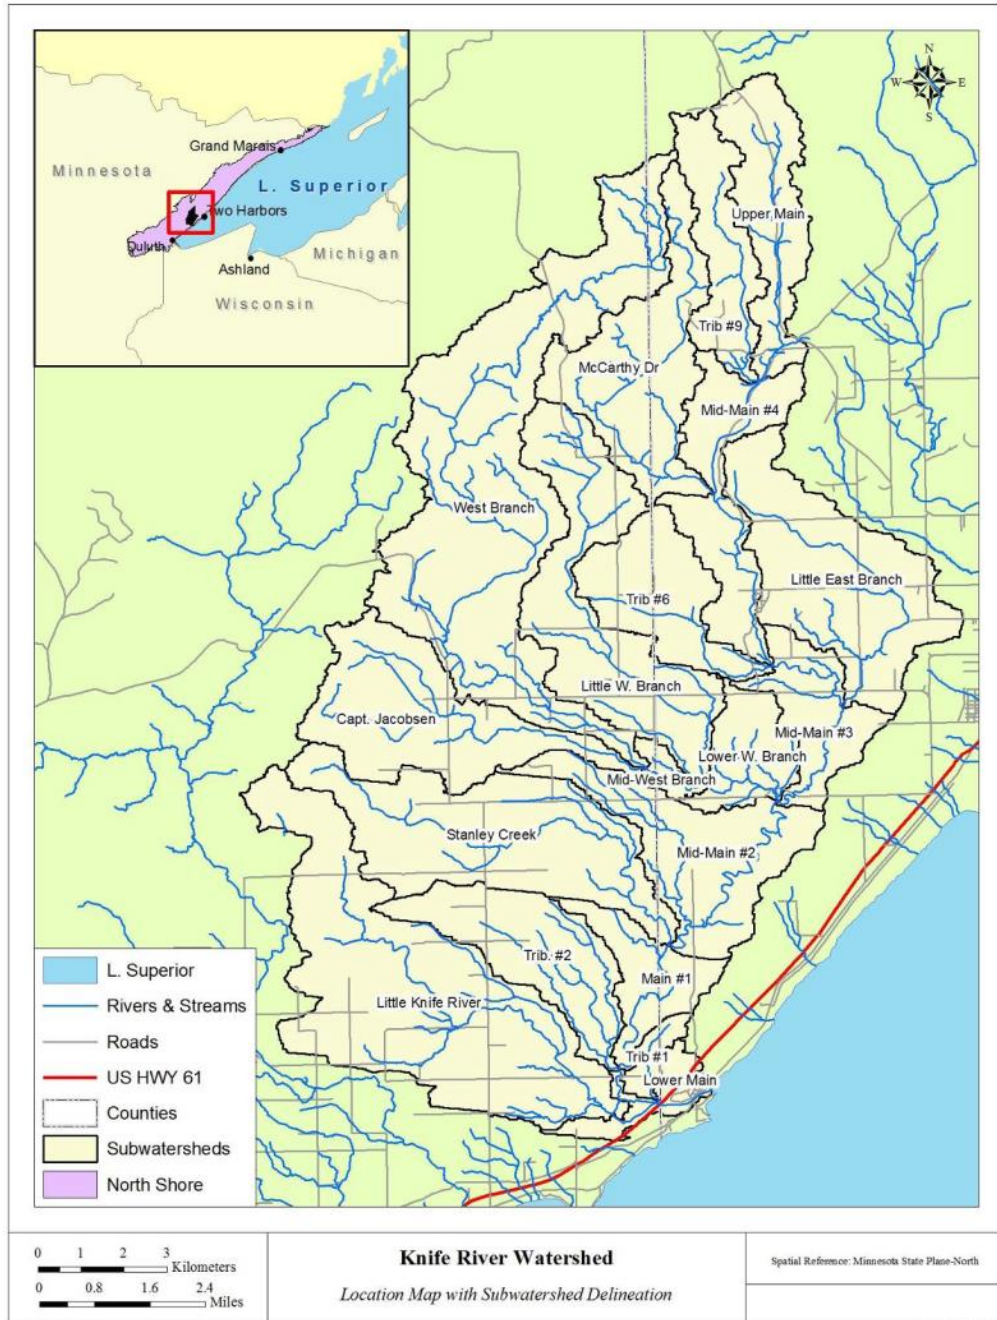 N
W E
S
Grand Marais
Minnesota
L. Superior
Two Harbors
Duluth
Michigan
Ashland
Wisconsin
Upper Main
Trib #9
McCarthy Dr
Mid-Main #4
West Branch
Little East Branch
Trib #6
Little W. Branch
Capt. Jacobsen
Mid-Main #3
Lower W. Branch
Mid-West Branch
Stanley Creek
Mid-Main #2
Trib. #2
Main #1
Little Knife River
Trib #1
Lower Main
L. Superior
Rivers & Streams
Roads
US HWY 61
Counties
Subwatersheds
North Shore
0 1 2 3
Kilometers
0 0.8 1.6 2.4
Miles
Knife River Watershed
Location Map with Subwatershed Delineation
Spatial Reference: Minnesota State Plane-North